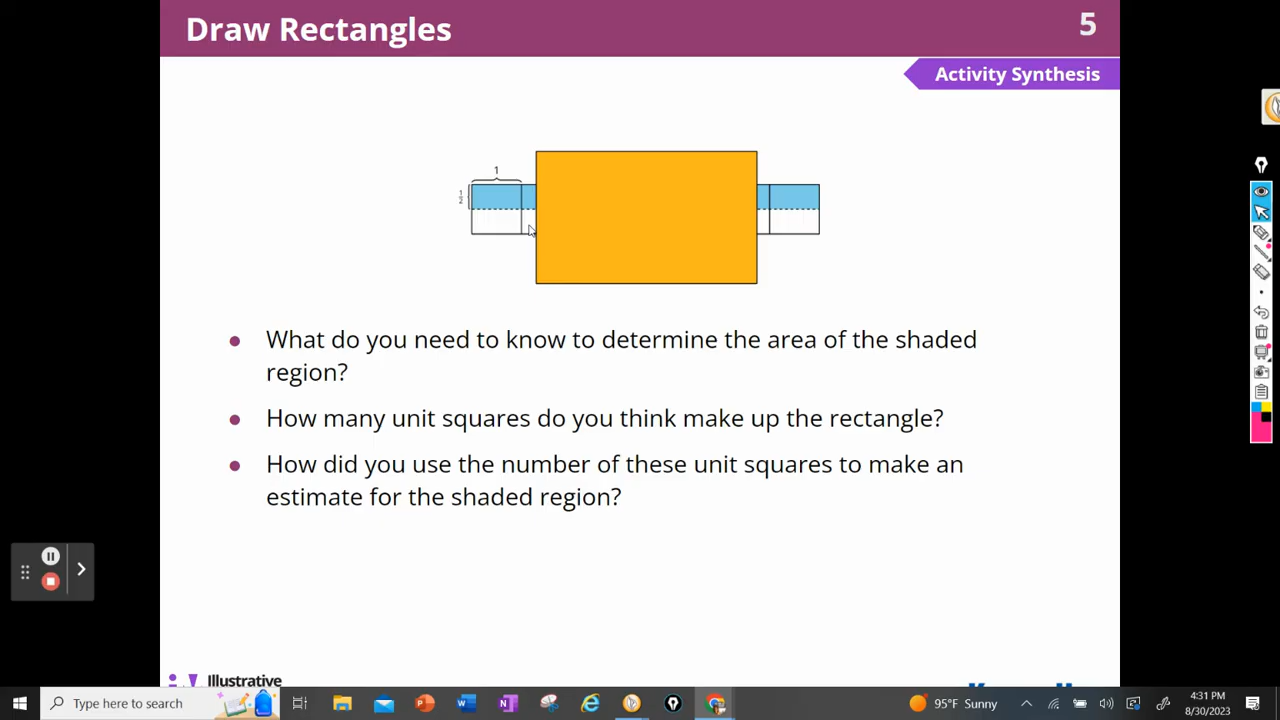 Draw Rectangles
5
Activity Synthesis
1
1/2
● What do you need to know to determine the area of the shaded
region?
● How many unit squares do you think make up the rectangle?
● How did you use the number of these unit squares to make an
estimate for the shaded region?
Illustrative
Type here to search
95°F Sunny
4:31 PM
8/30/2023